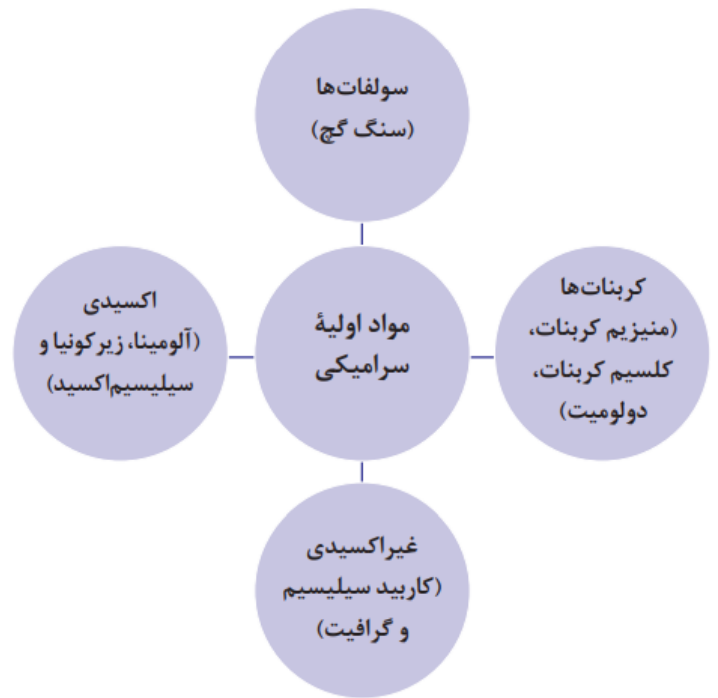 سولفات‌ها
(سنگ گچ)
کربنات‌ها
(منیزیم کربنات،
کلسیم کربنات،
دولومیت)
مواد اولیهٔ
سرامیکی
اکسیدی
(آلومینا، زیرکونیا و
سیلیسیم‌اکسید)
غیراکسیدی
(کاربید سیلیسیم
و گرافیت)